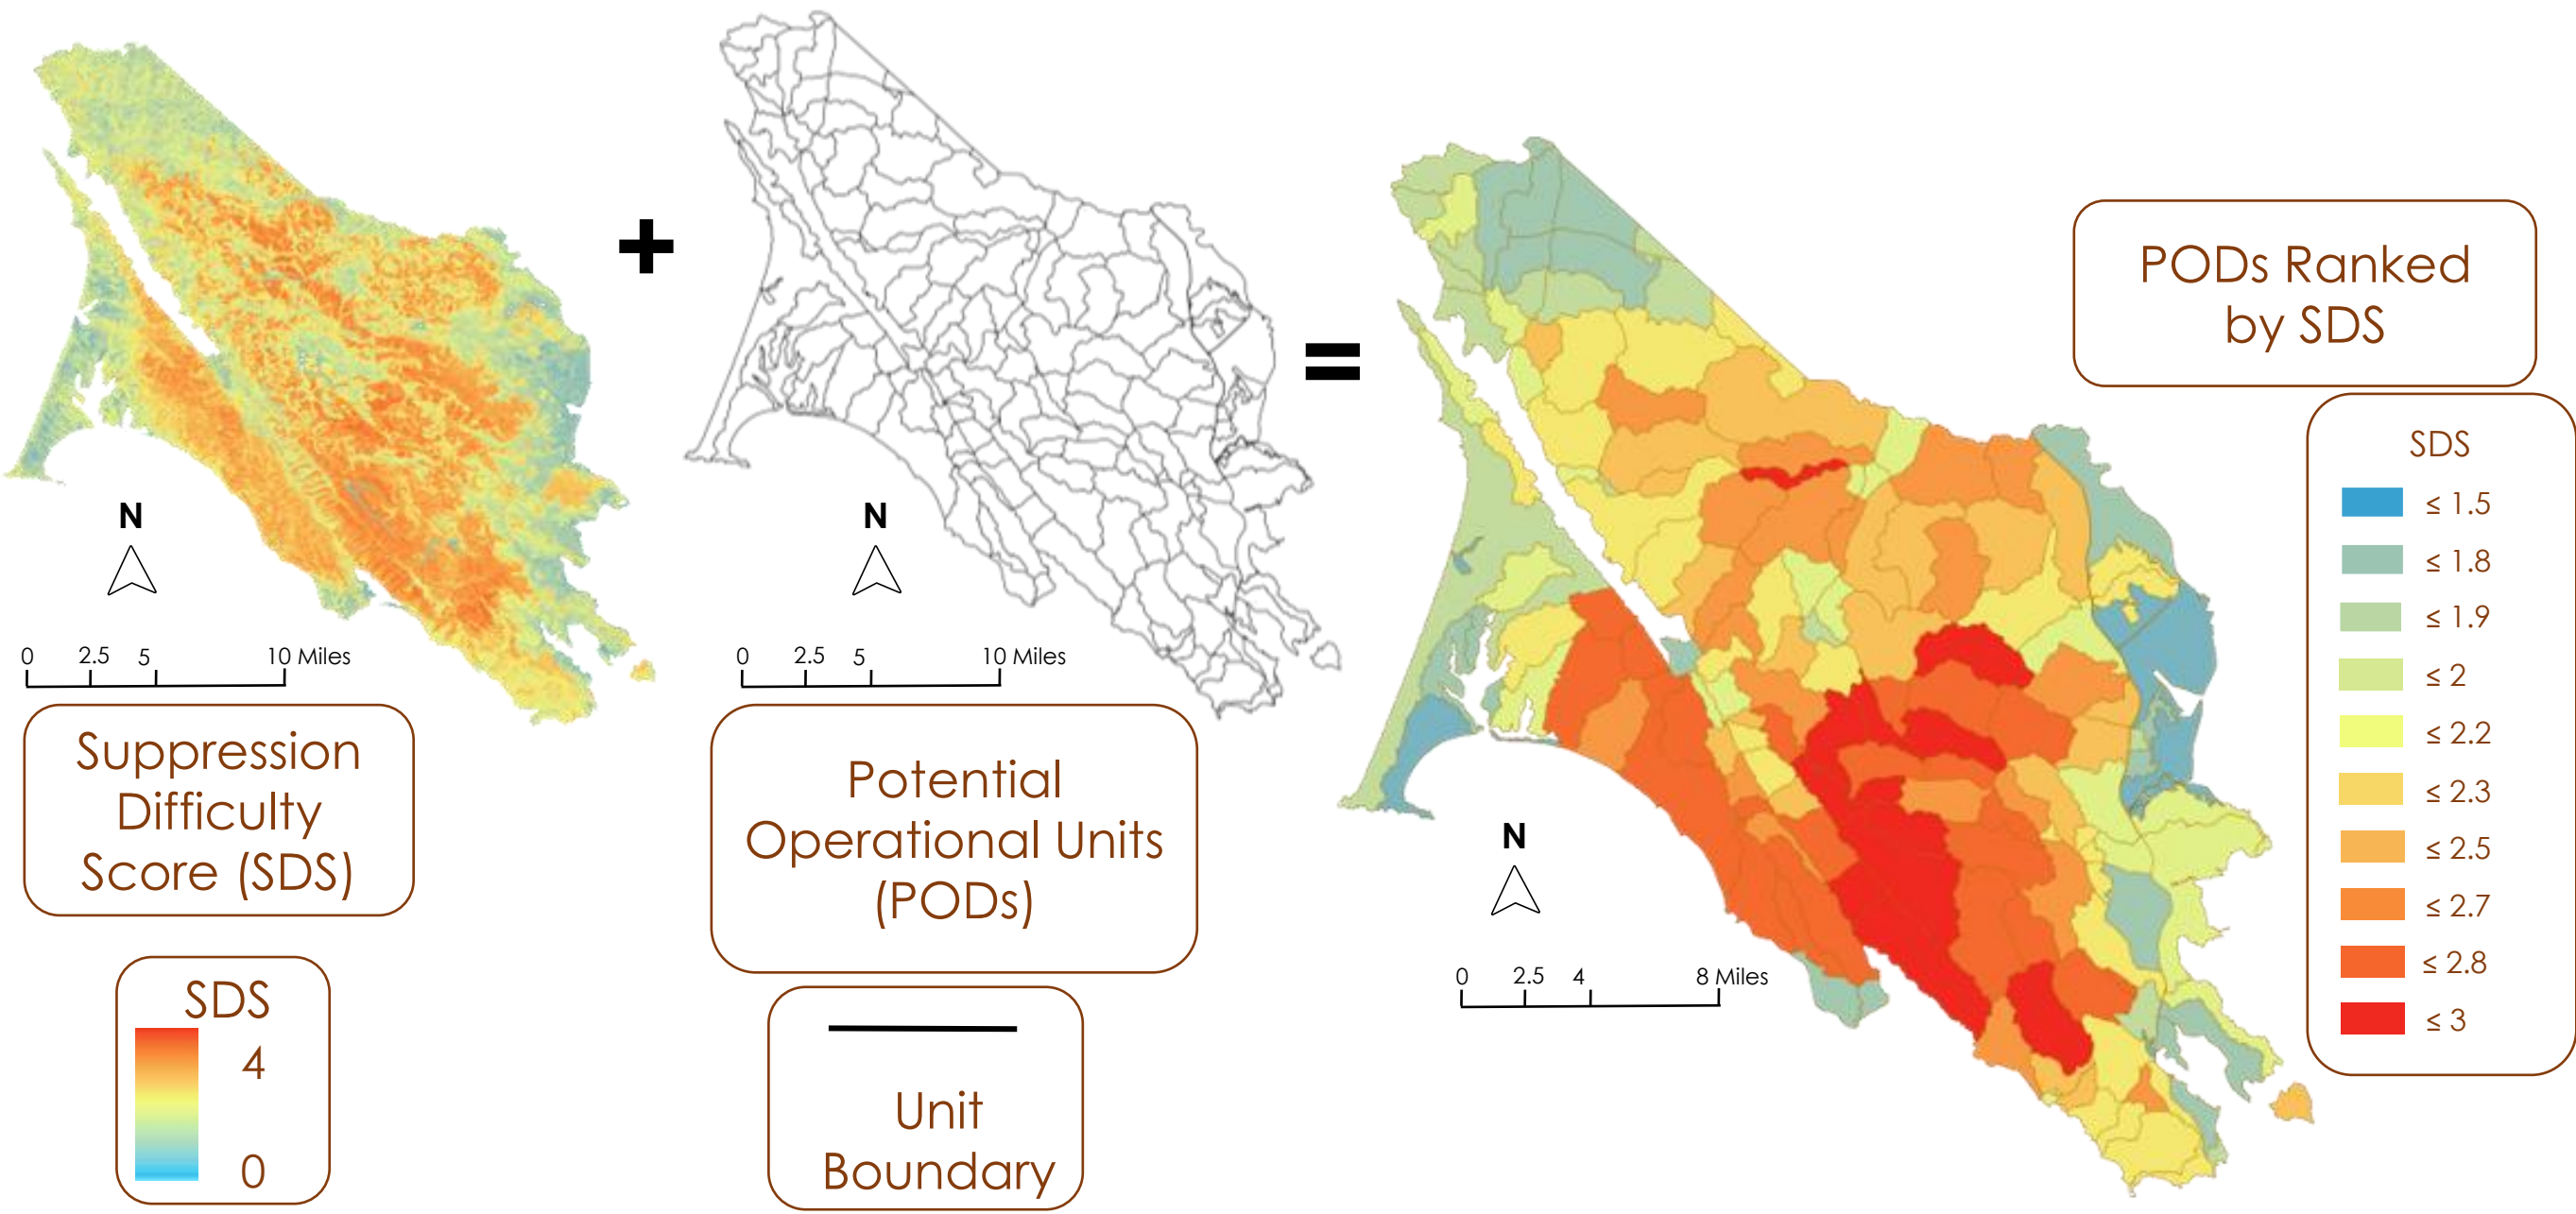 N
0 2.5 5 10 Miles
Suppression
Difficulty
Score (SDS)
SDS
4
0
N
0 2.5 5 10 Miles
Potential
Operational Units
(PODs)
Unit
Boundary
N
0 2.5 4 8 Miles
PODs Ranked
by SDS
SDS
≤ 1.5
≤ 1.8
≤ 1.9
≤ 2
≤ 2.2
≤ 2.3
≤ 2.5
≤ 2.7
≤ 2.8
≤ 3